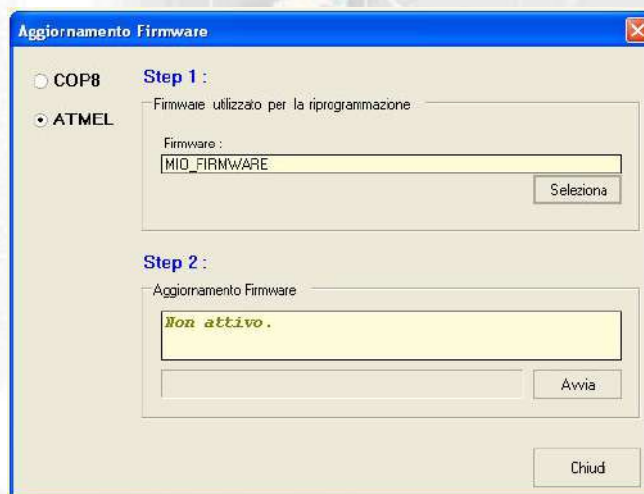 Aggiornamento Firmware
COP8
ATMEL
Step 1 :
Firmware utilizzato per la riprogrammazione
Firmware :
MIO_FIRMWARE
Seleziona
Step 2 :
Aggiornamento Firmware
Non attivo.
Avvia
Chiudi